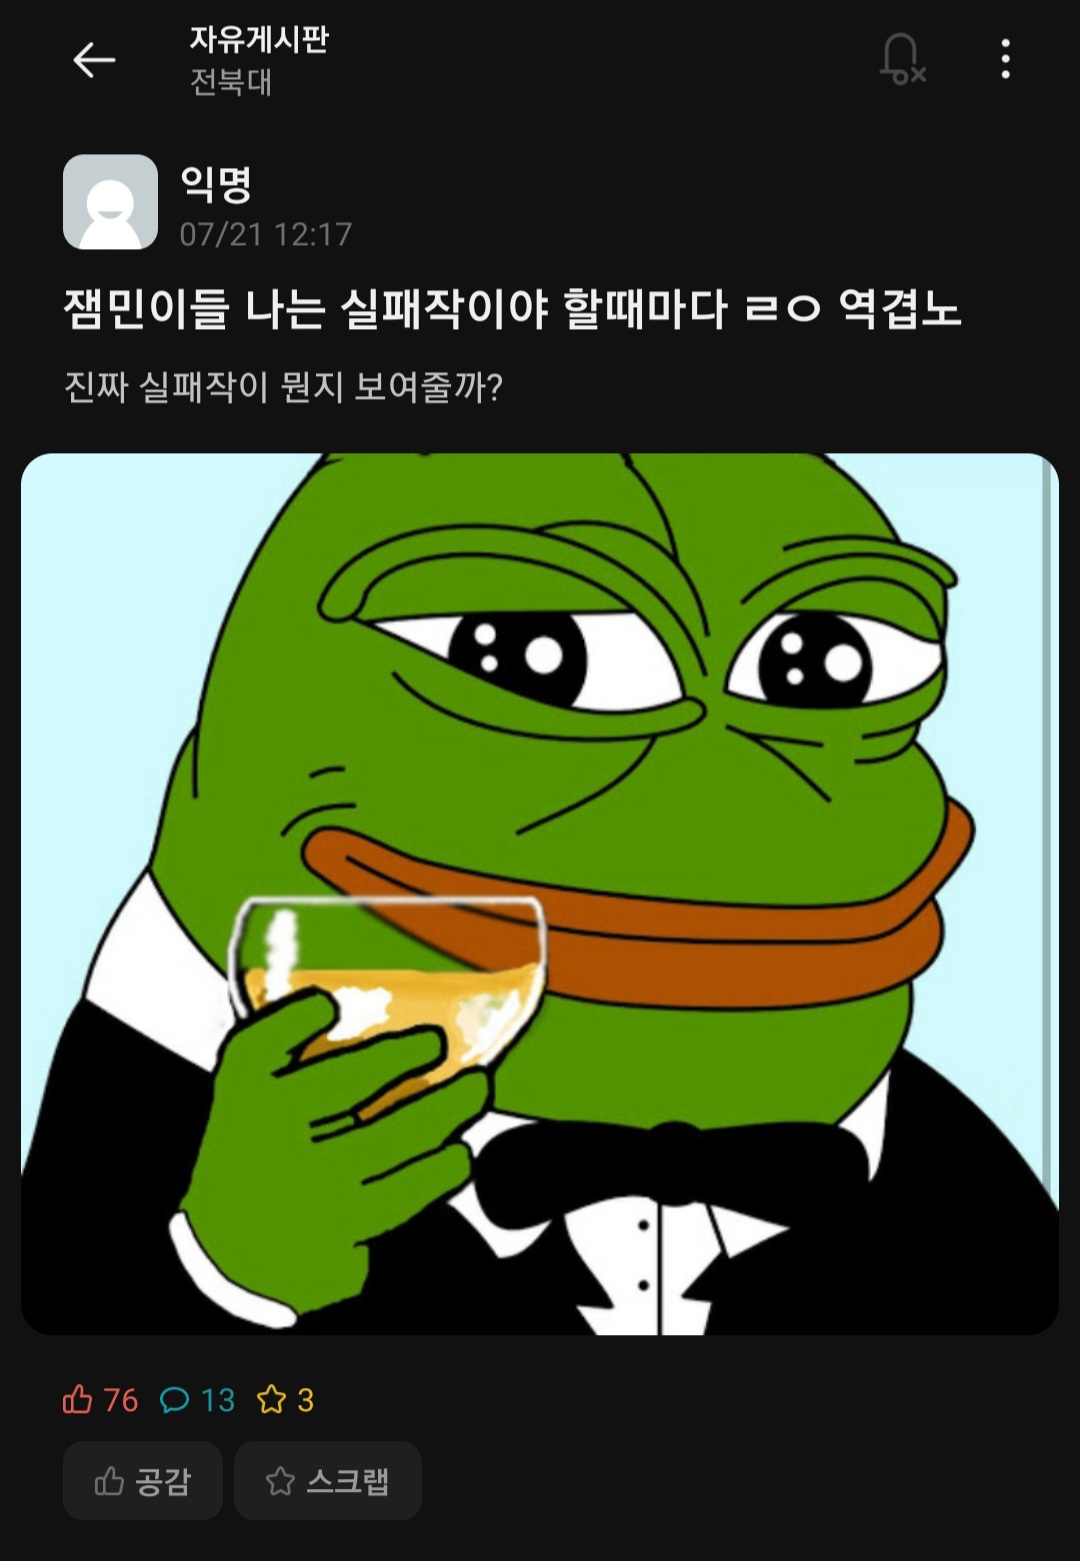 자유게시판
전북대
익명
07/21 12:17
잼민이들 나는 실패작이야 할때마다 ㄹㅇ 역겹노
진짜 실패작이 뭔지 보여줄까?
76 13 3
공감 스크랩